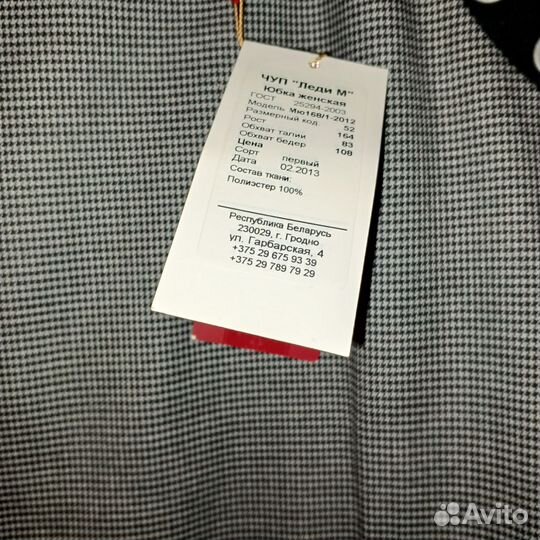 ЧУП "Леди М"
Юбка женская
ГОСТ 25294-2003
Модель Мю168/1-2012
Размерный код 52
Рост 164
Обхват талии 83
Обхват бедер 108
Цена
Сорт первый
Дата 02.2013
Состав ткани:
Полиэстер 100%
Республика Беларусь
230029, г. Гродно
ул. Гарбарская, 4
+375 29 675 93 39
+375 29 789 79 29
Avito